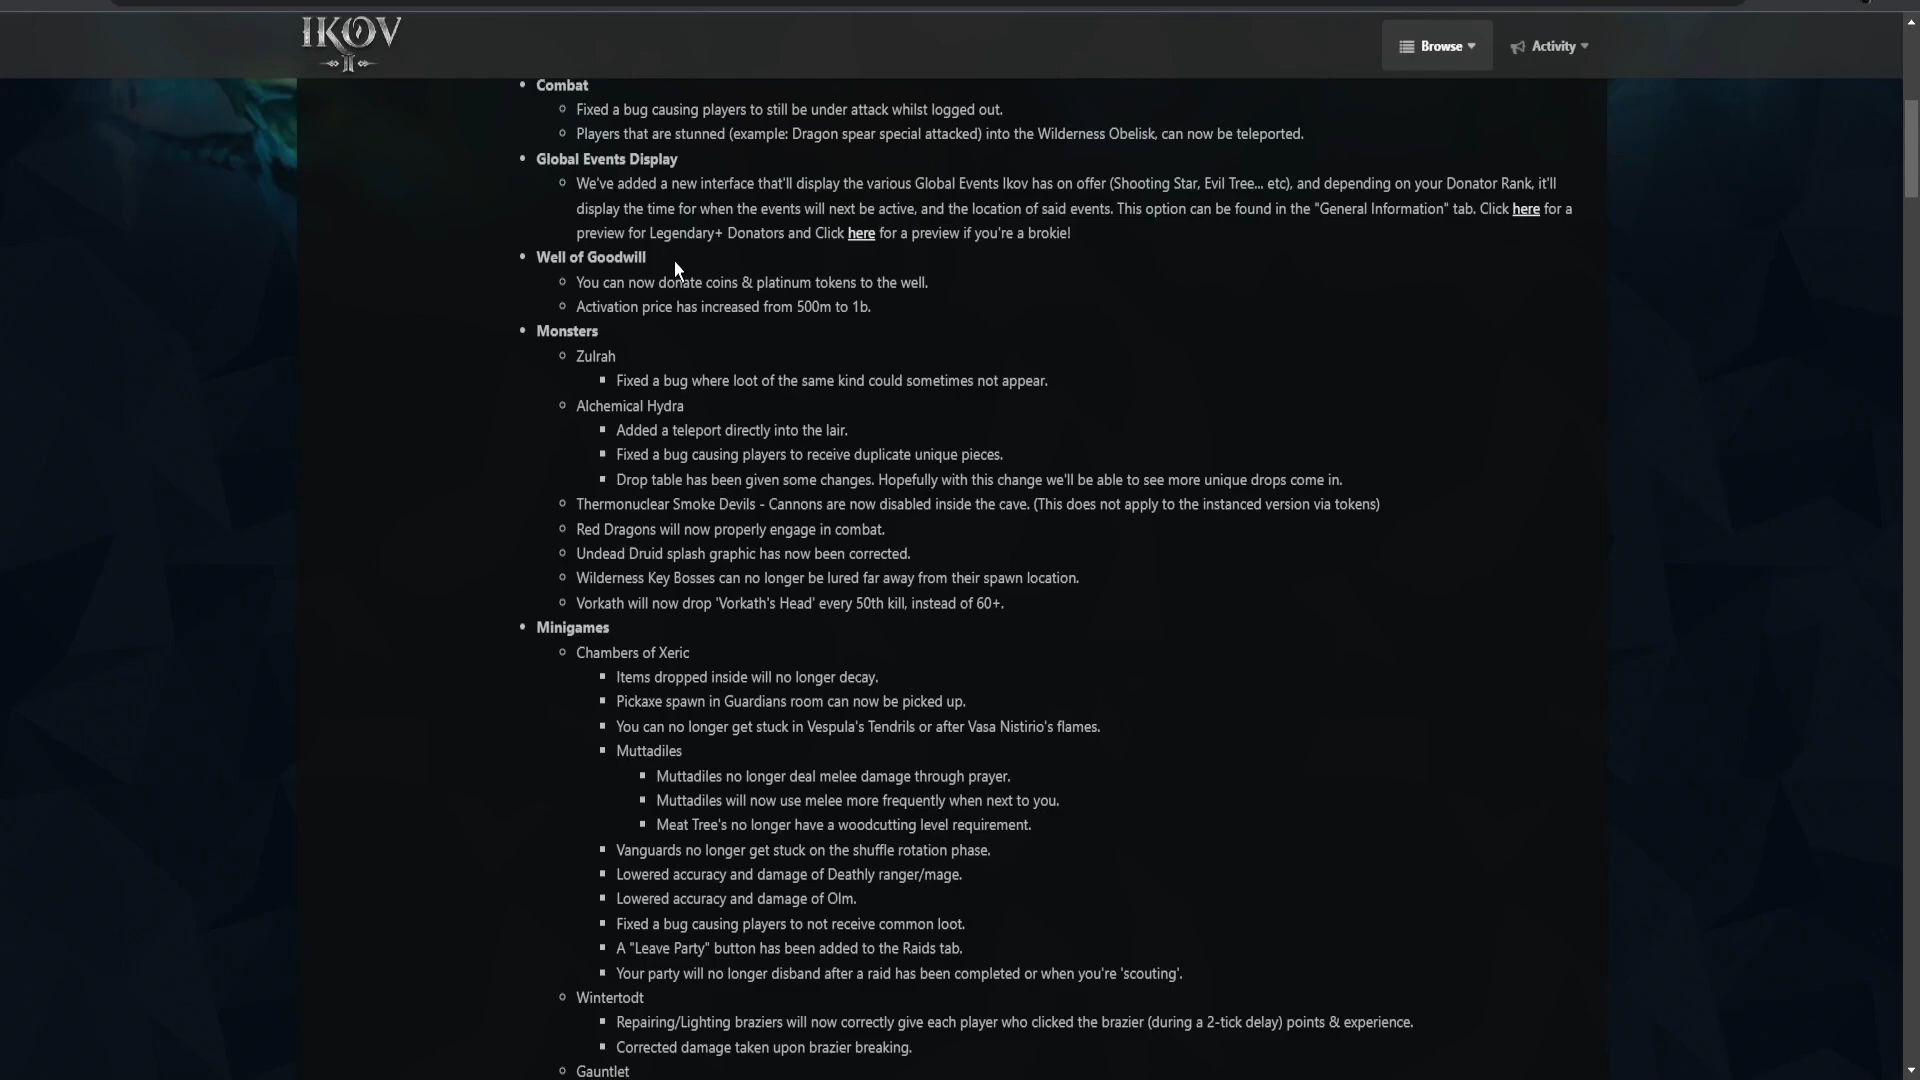 IKOV
II
Browse
Activity
Combat
Fixed a bug causing players to still be under attack whilst logged out.
Players that are stunned (example: Dragon spear special attacked) into the Wilderness Obelisk, can now be teleported.
Global Events Display
We've added a new interface that'll display the various Global Events Ikov has on offer (Shooting Star, Evil Tree... etc), and depending on your Donator Rank, it'll
display the time for when the events will next be active, and the location of said events. This option can be found in the "General Information" tab. Click here for a
preview for Legendary+ Donators and Click here for a preview if you're a brokie!
Well of Goodwill
You can now donate coins & platinum tokens to the well.
Activation price has increased from 500m to 1b.
Monsters
Zulrah
Fixed a bug where loot of the same kind could sometimes not appear.
Alchemical Hydra
Added a teleport directly into the lair.
Fixed a bug causing players to receive duplicate unique pieces.
Drop table has been given some changes. Hopefully with this change we'll be able to see more unique drops come in.
Thermonuclear Smoke Devils - Cannons are now disabled inside the cave. (This does not apply to the instanced version via tokens)
Red Dragons will now properly engage in combat.
Undead Druid splash graphic has now been corrected.
Wilderness Key Bosses can no longer be lured far away from their spawn location.
Vorkath will now drop 'Vorkath's Head' every 50th kill, instead of 60+.
Minigames
Chambers of Xeric
Items dropped inside will no longer decay.
Pickaxe spawn in Guardians room can now be picked up.
You can no longer get stuck in Vespula's Tendrils or after Vasa Nistirio's flames.
Muttadiles
Muttadiles no longer deal melee damage through prayer.
Muttadiles will now use melee more frequently when next to you.
Meat Tree's no longer have a woodcutting level requirement.
Vanguards no longer get stuck on the shuffle rotation phase.
Lowered accuracy and damage of Deathly ranger/mage.
Lowered accuracy and damage of Olm.
Fixed a bug causing players to not receive common loot.
A "Leave Party" button has been added to the Raids tab.
Your party will no longer disband after a raid has been completed or when you're 'scouting'.
Wintertodt
Repairing/Lighting braziers will now correctly give each player who clicked the brazier (during a 2-tick delay) points & experience.
Corrected damage taken upon brazier breaking.
Gauntlet